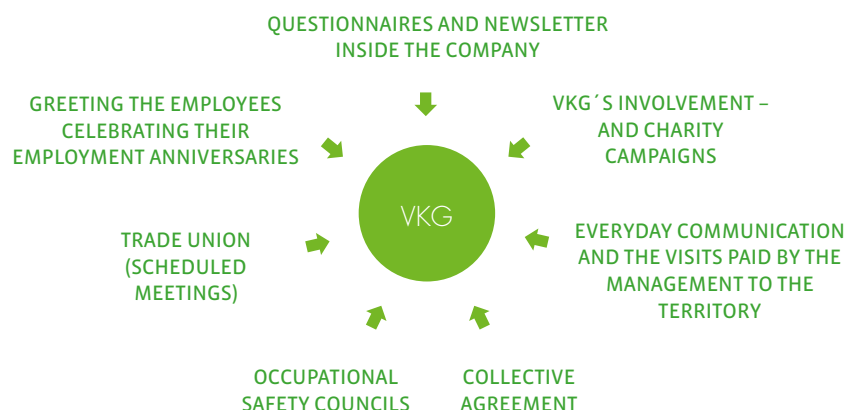 QUESTIONNAIRES AND NEWSLETTER
INSIDE THE COMPANY
GREETING THE EMPLOYEES
CELEBRATING THEIR
EMPLOYMENT ANNIVERSARIES
VKG´S INVOLVEMENT –
AND CHARITY
CAMPAIGNS
VKG
TRADE UNION
(SCHEDULED
MEETINGS)
EVERYDAY COMMUNICATION
AND THE VISITS PAID BY THE
MANAGEMENT TO THE
TERRITORY
OCCUPATIONAL
SAFETY COUNCILS
COLLECTIVE
AGREEMENT